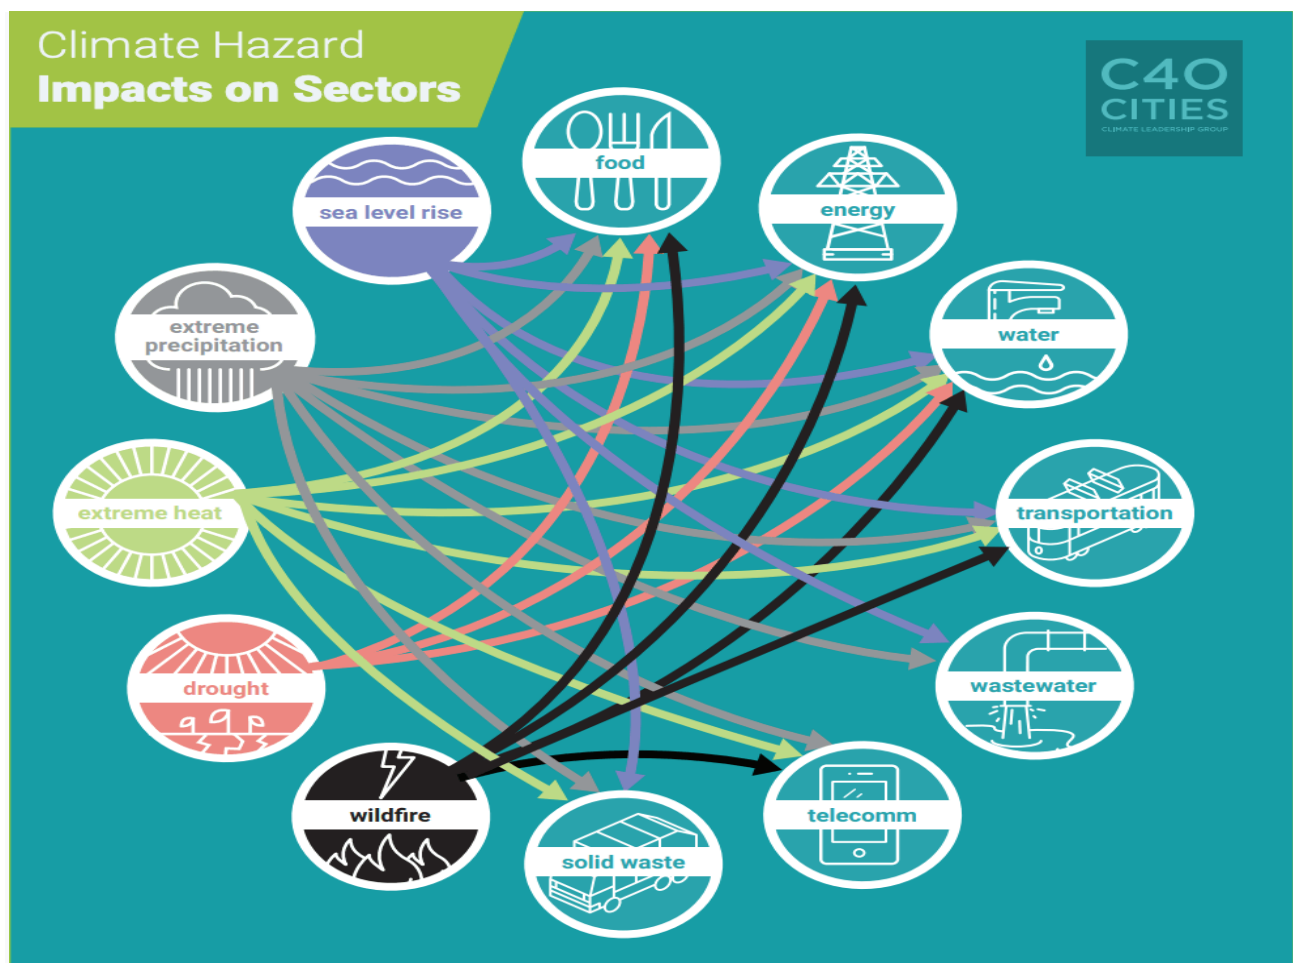 Climate Hazard
Impacts on Sectors
C40
CITIES
CLIMATE LEADERSHIP GROUP
food
energy
sea level rise
water
extreme
precipitation
transportation
extreme heat
wastewater
drought
telecomm
wildfire
solid waste